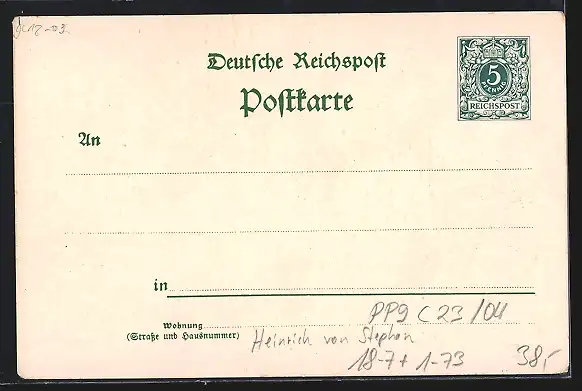 Deutsche Reichspost
Postkarte
5
PFENNIG
REICHSPOST
An
in
Wohnung
(Straße und Hausnummer)
PP9 C 23 /04
Heinrich von Stephan
18-7+ 1-73
38,-